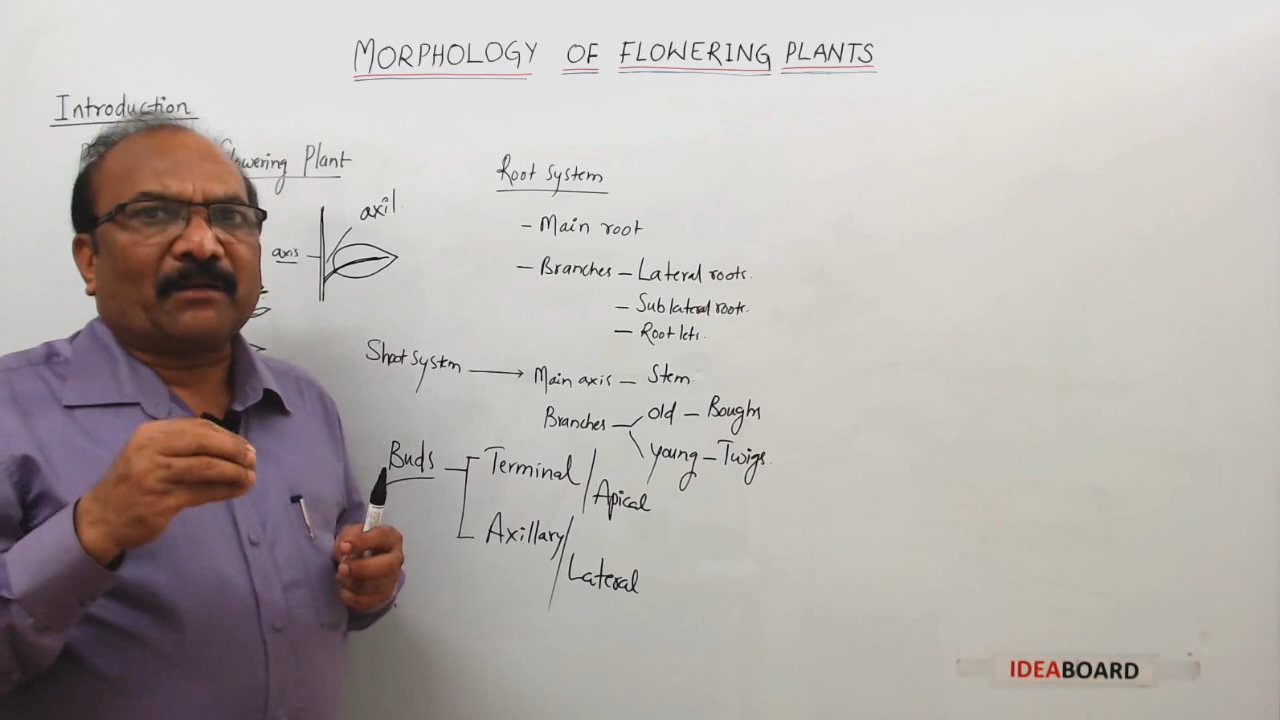 MORPHOLOGY OF FLOWERING PLANTS
Introduction
Flowering Plant
axil
axis
Root system
- Main root
- Branches - Lateral roots.
- Sub lateral roots.
- Root lets.
Shoot system → Main axis - Stem
Branches - Old - Boughs
Young - Twigs.
Buds - Terminal / Apical
Axillary / Lateral
IDEABOARD